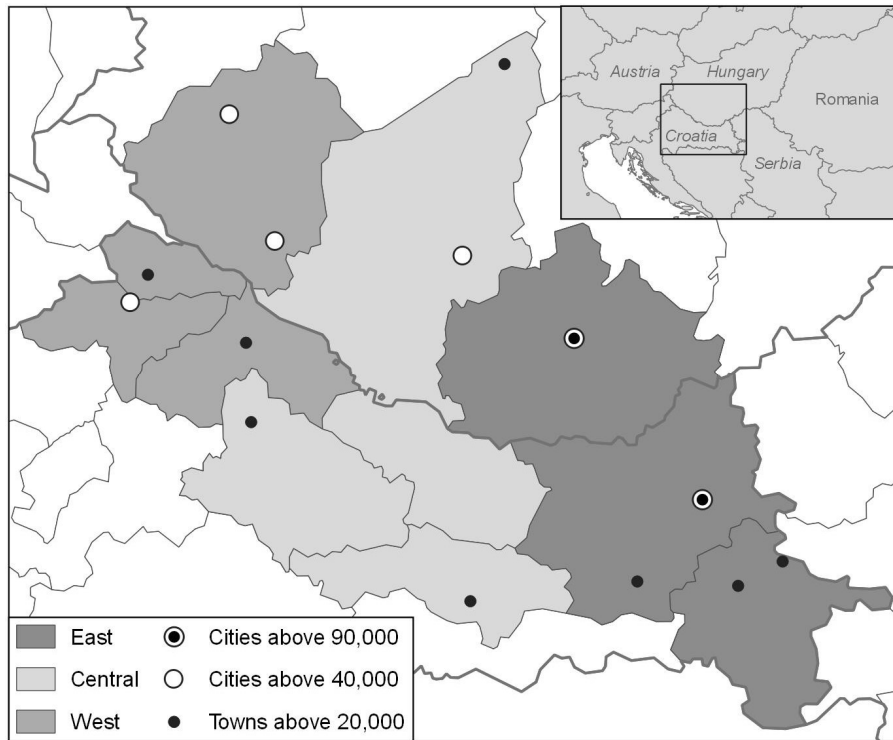 Austria
Hungary
Romania
Croatia
Serbia
East
Cities above 90,000
Central
Cities above 40,000
West
Towns above 20,000